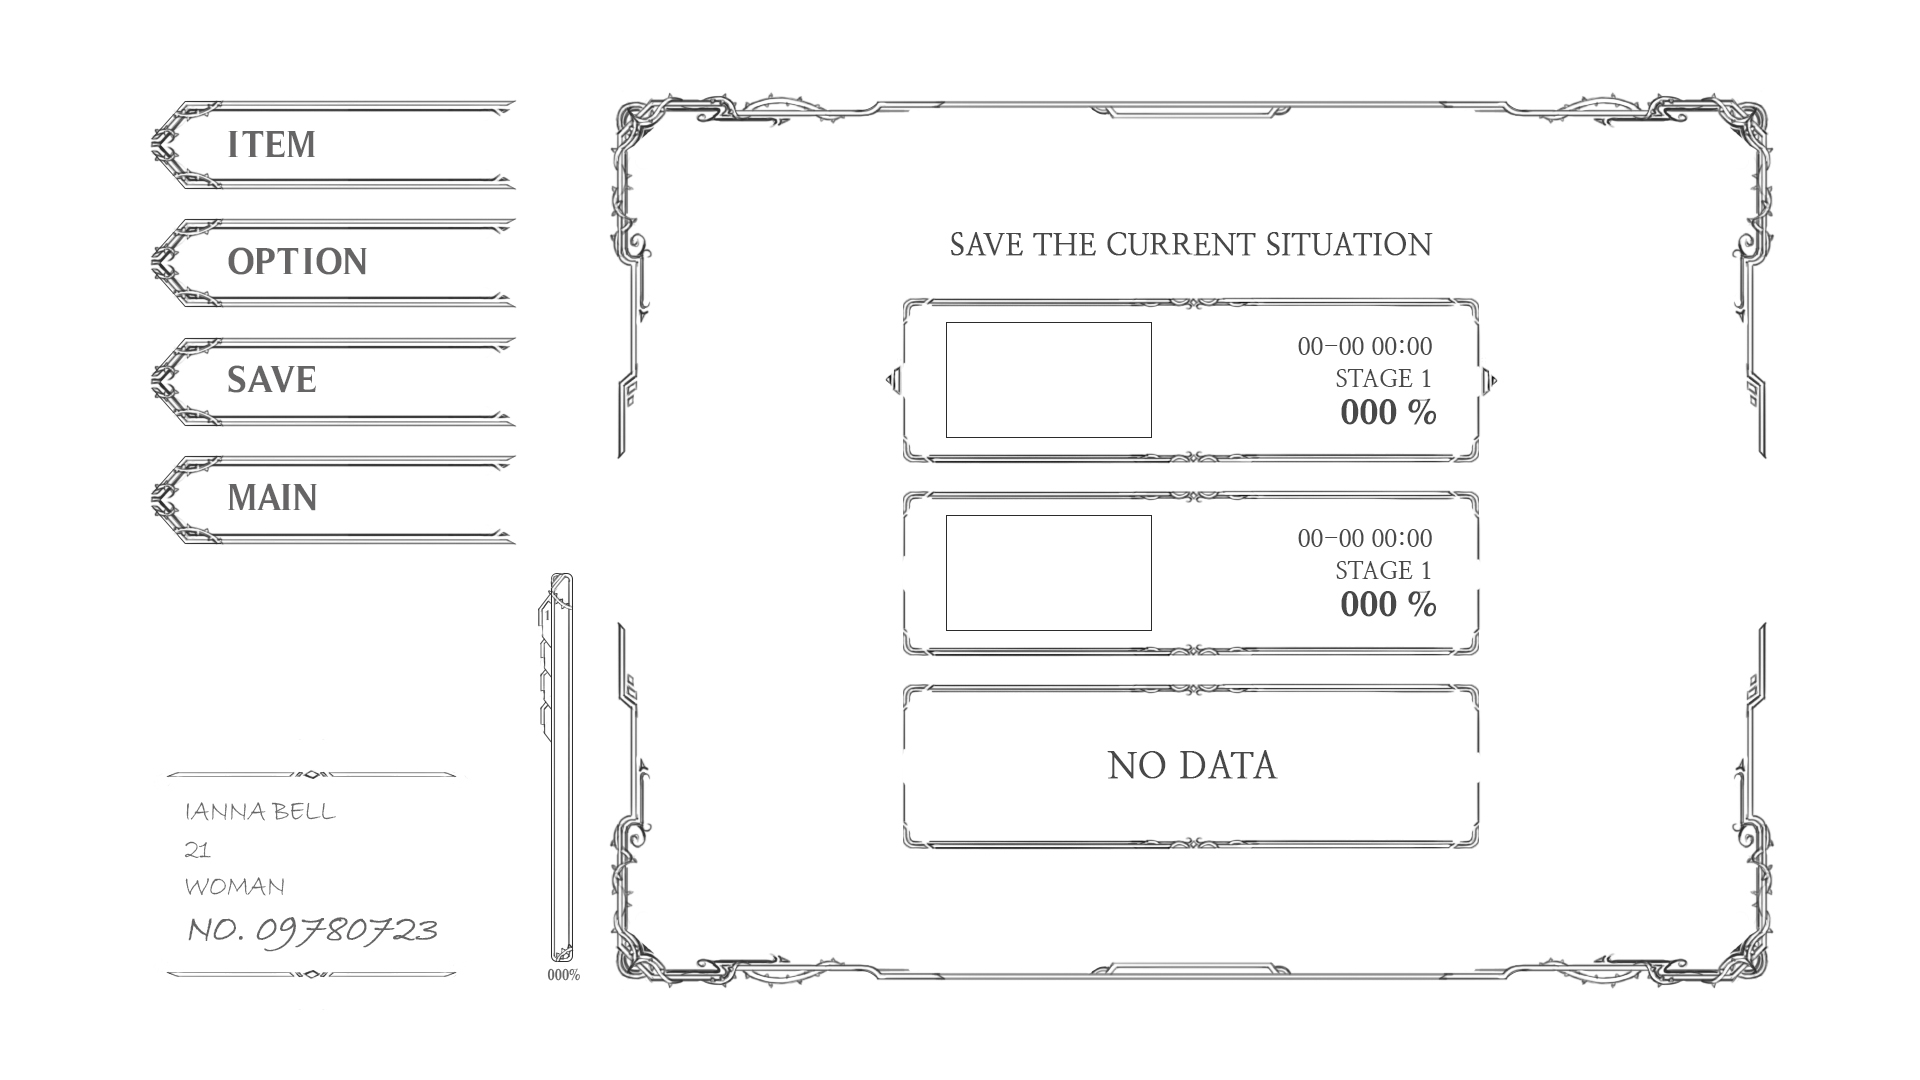 ITEM
OPTION
SAVE
MAIN
IANNA BELL
21
WOMAN
NO. 09780723
1
000%
SAVE THE CURRENT SITUATION
00-00 00:00
STAGE 1
000 %
00-00 00:00
STAGE 1
000 %
NO DATA